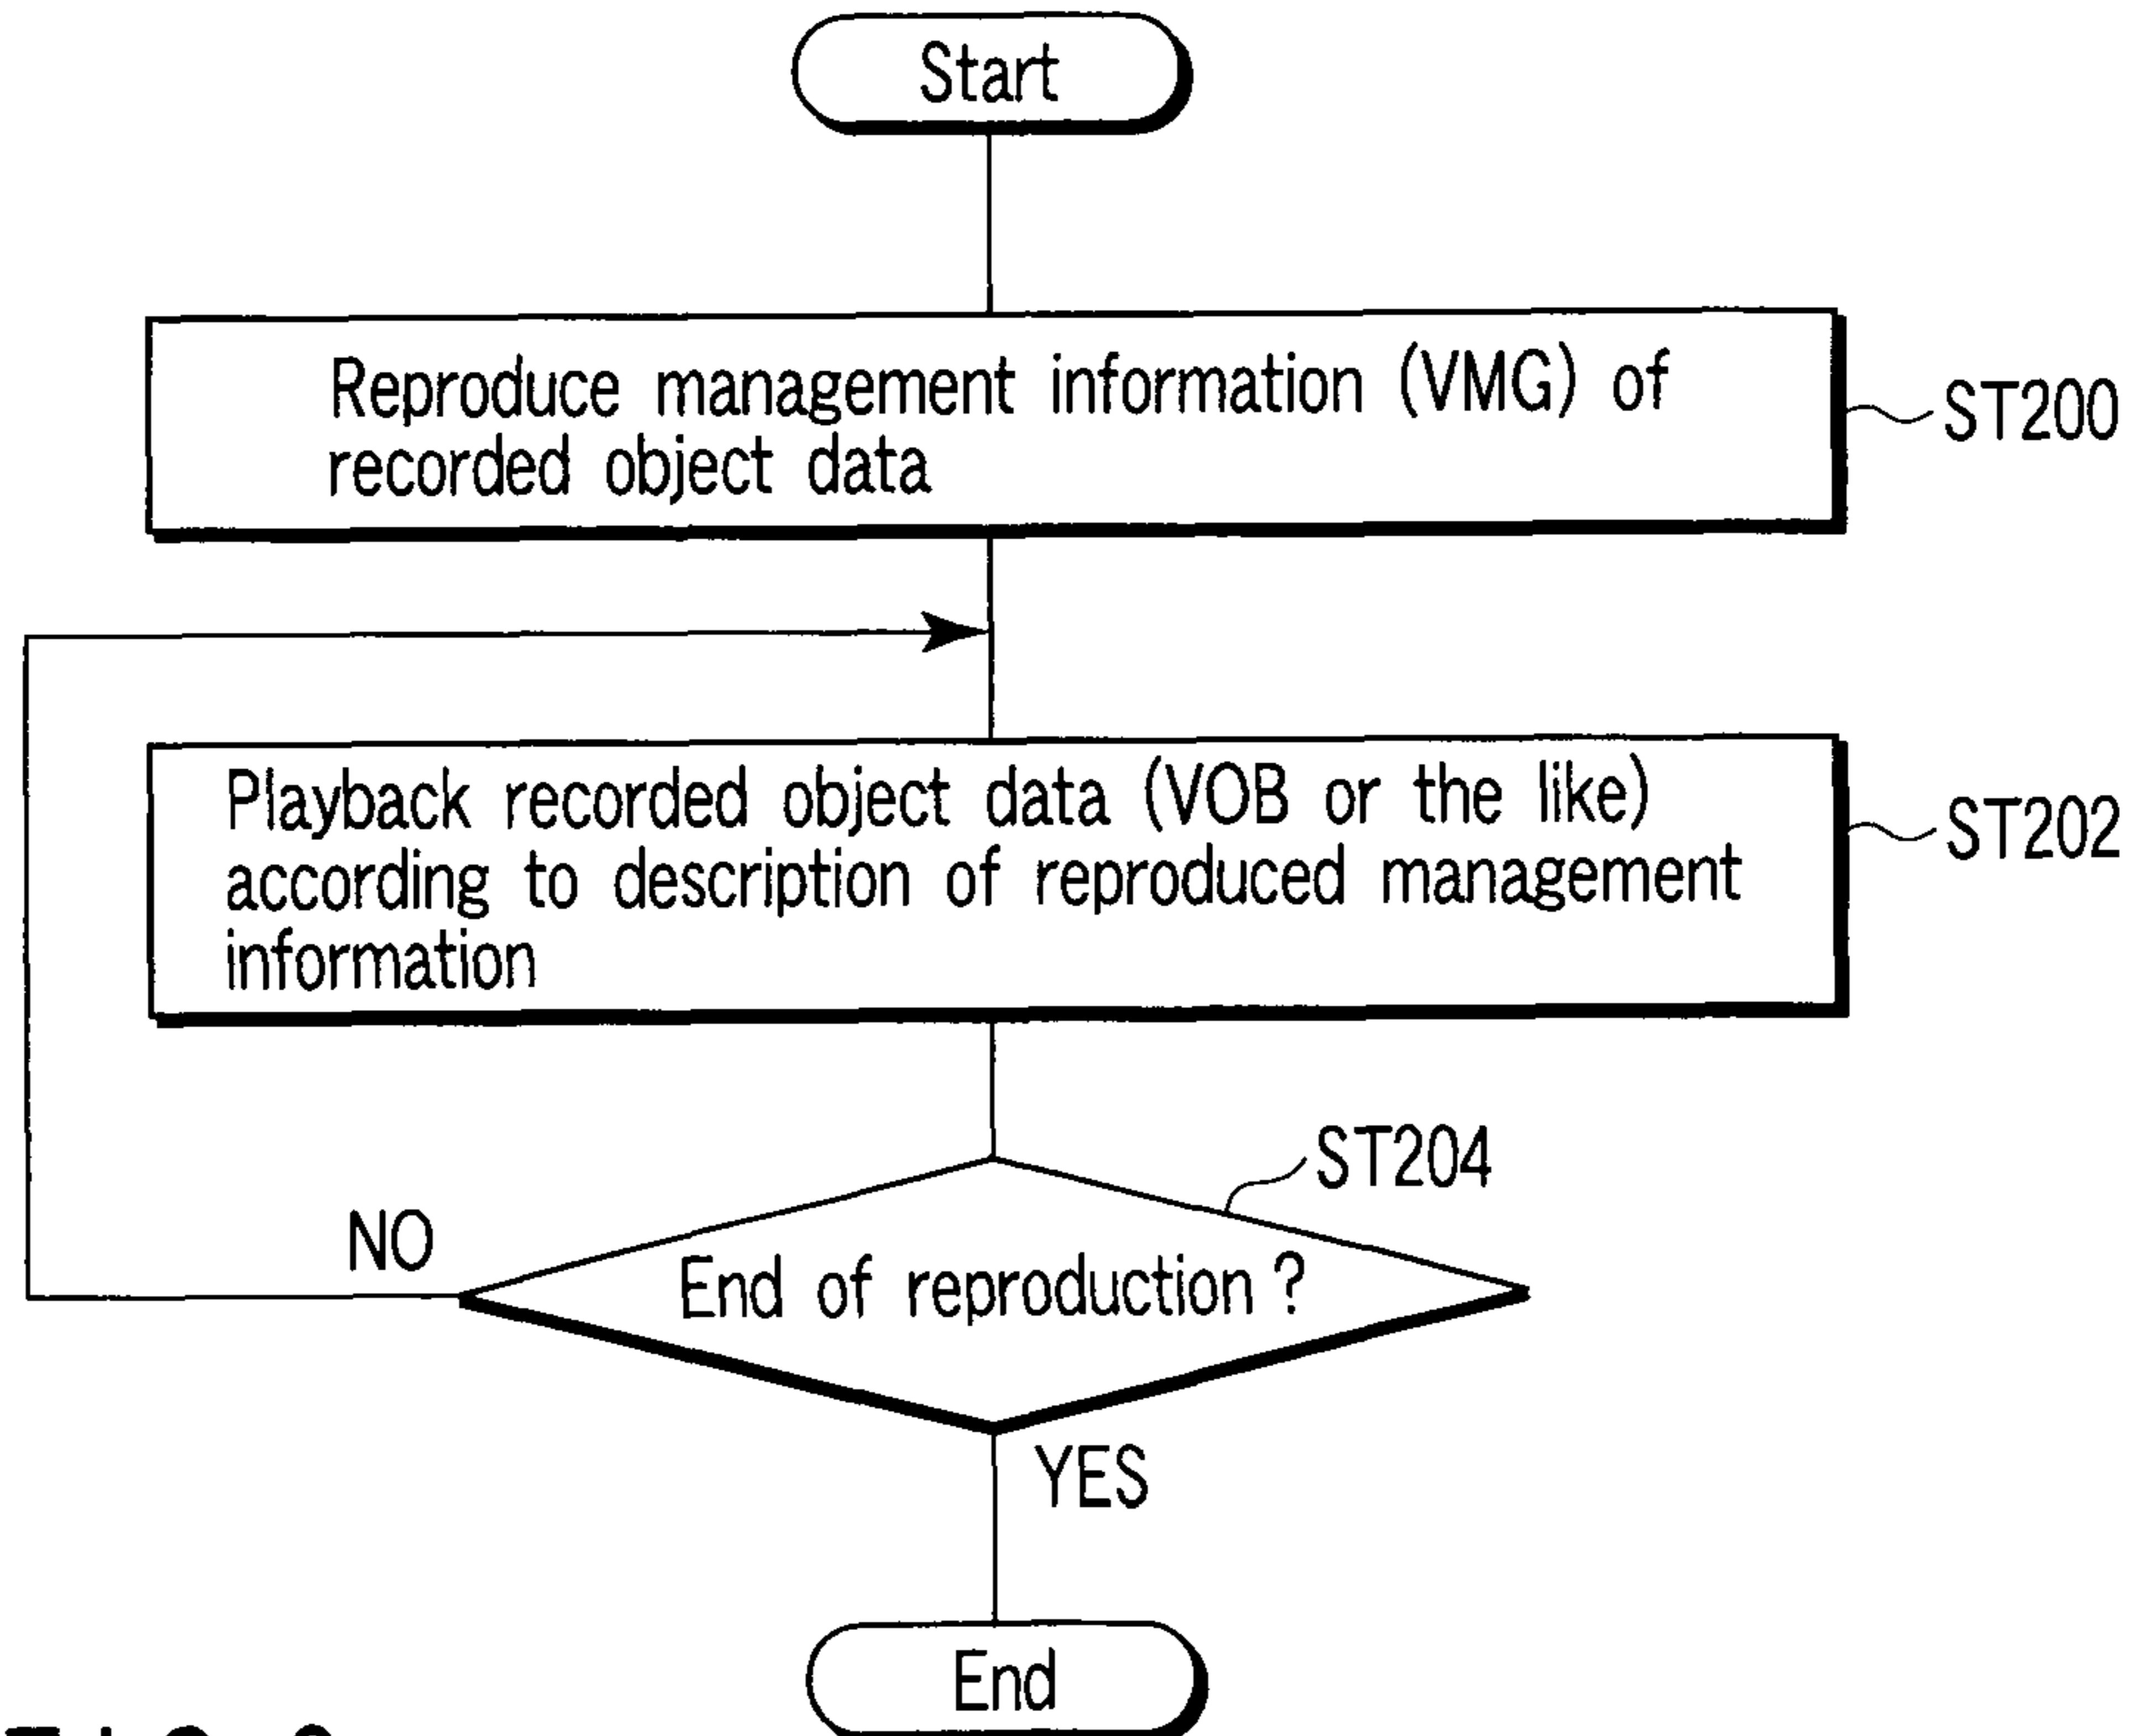 Start
Reproduce management information (VMG) of
recorded object data
ST200
Playback recorded object data (VOB or the like)
according to description of reproduced management
information
ST202
ST204
NO
End of reproduction ?
YES
End